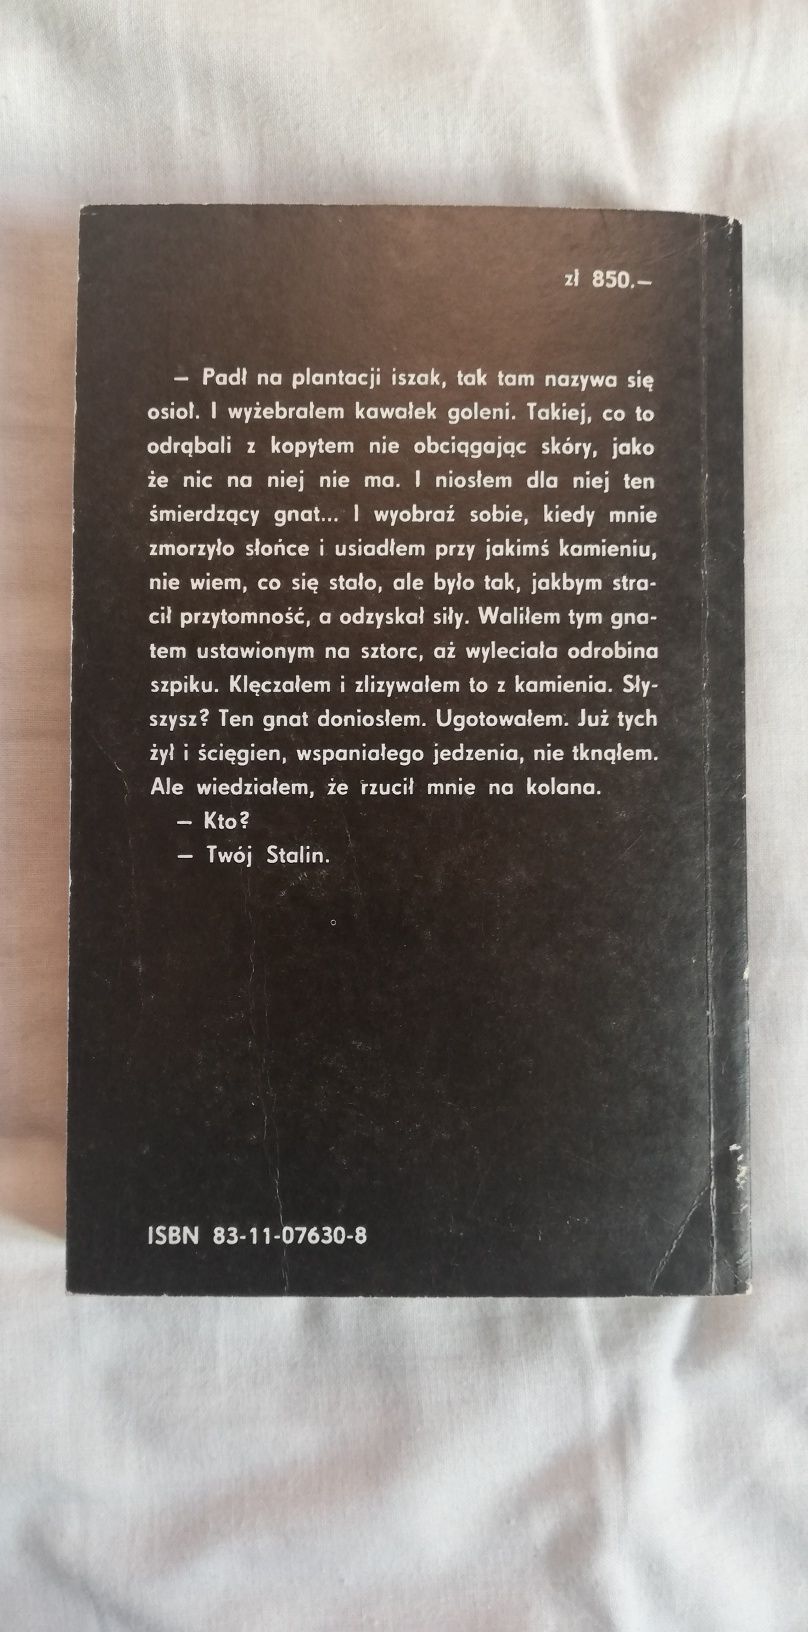 zł 850.—
— Padł na plantacji iszak, tak tam nazywa się
osioł. I wyżebrałem kawałek goleni. Takiej, co to
odrąbali z kopytem nie obciągając skóry, jako
że nic na niej nie ma. I niosłem dla niej ten
śmierdzący gnat... I wyobraź sobie, kiedy mnie
zmorzyło słońce i usiadłem przy jakimś kamieniu,
nie wiem, co się stało, ale było tak, jakbym stra-
cił przytomność, a odzyskał siły. Waliłem tym gna-
tem ustawionym na sztorc, aż wyleciała odrobina
szpiku. Klęczałem i zlizywałem to z kamienia. Sły-
szysz? Ten gnat doniosłem. Ugotowałem. Już tych
żył i ścięgien, wspaniałego jedzenia, nie tknąłem.
Ale wiedziałem, że rzucił mnie na kolana.
— Kto?
— Twój Stalin.
ISBN 83-11-07630-8